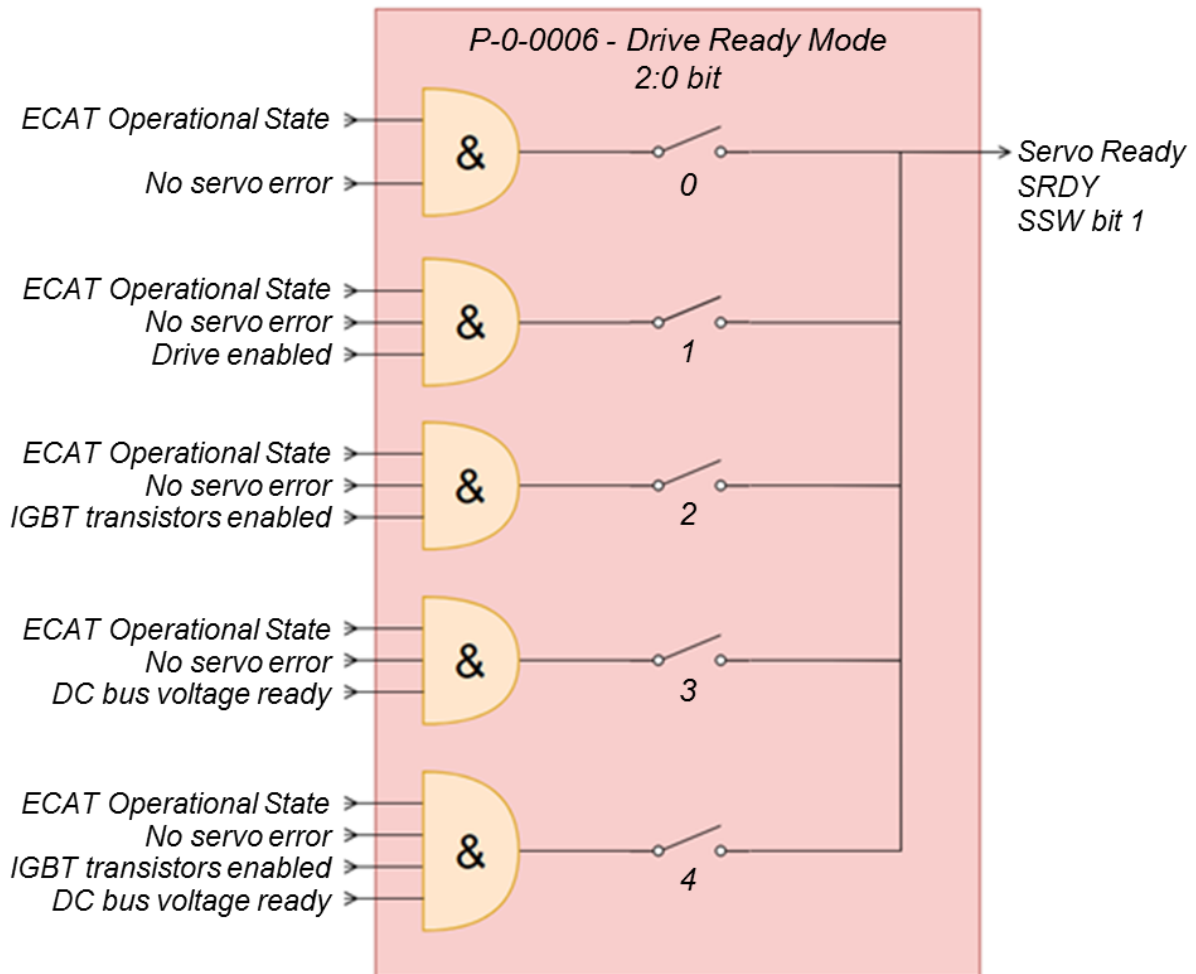 P-0-0006 - Drive Ready Mode
2:0 bit
ECAT Operational State
No servo error
&
0
Servo Ready
SRDY
SSW bit 1
ECAT Operational State
No servo error
Drive enabled
&
1
ECAT Operational State
No servo error
IGBT transistors enabled
&
2
ECAT Operational State
No servo error
DC bus voltage ready
&
3
ECAT Operational State
No servo error
IGBT transistors enabled
DC bus voltage ready
&
4